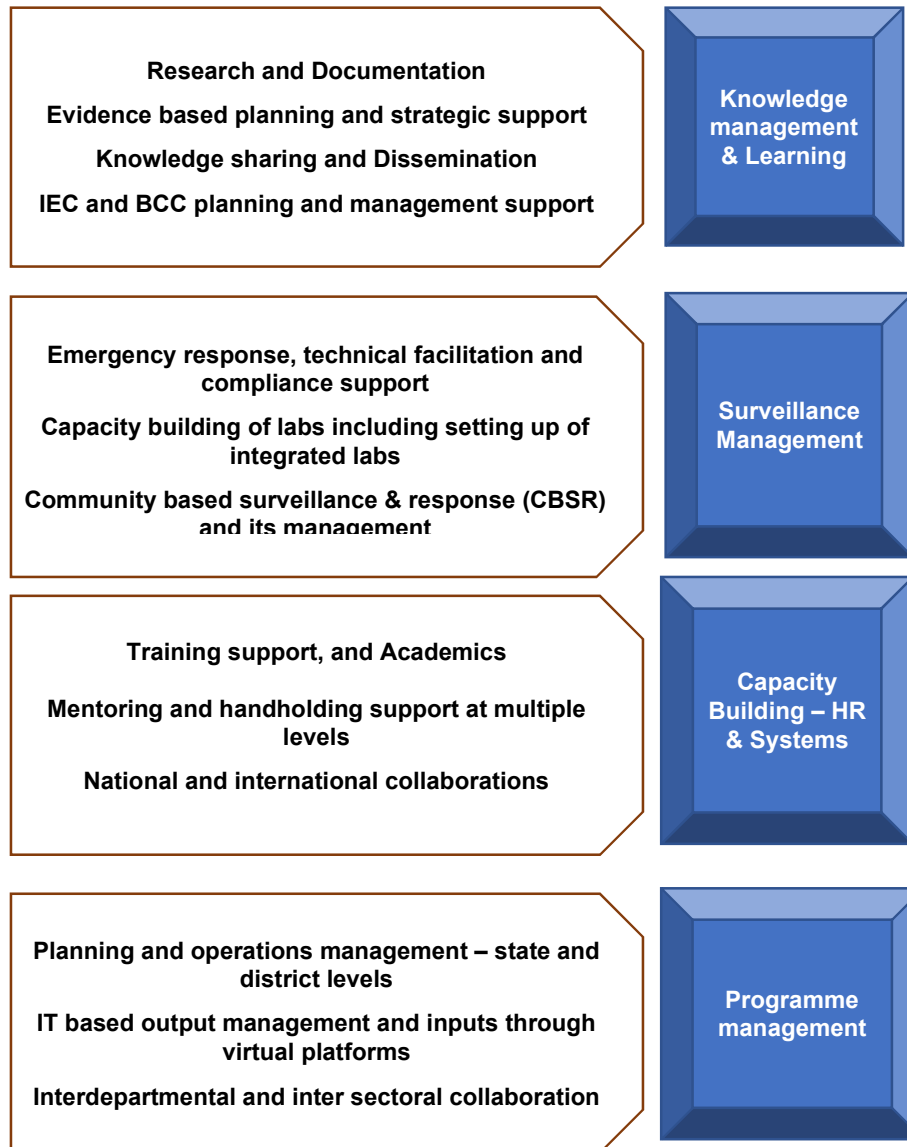 Research and Documentation
Evidence based planning and strategic support
Knowledge sharing and Dissemination
IEC and BCC planning and management support
Knowledge
management
& Learning
Emergency response, technical facilitation and
compliance support
Capacity building of labs including setting up of
integrated labs
Community based surveillance & response (CBSR)
and its management
Surveillance
Management
Training support, and Academics
Mentoring and handholding support at multiple
levels
National and international collaborations
Capacity
Building – HR
& Systems
Planning and operations management – state and
district levels
IT based output management and inputs through
virtual platforms
Interdepartmental and inter sectoral collaboration
Programme
management